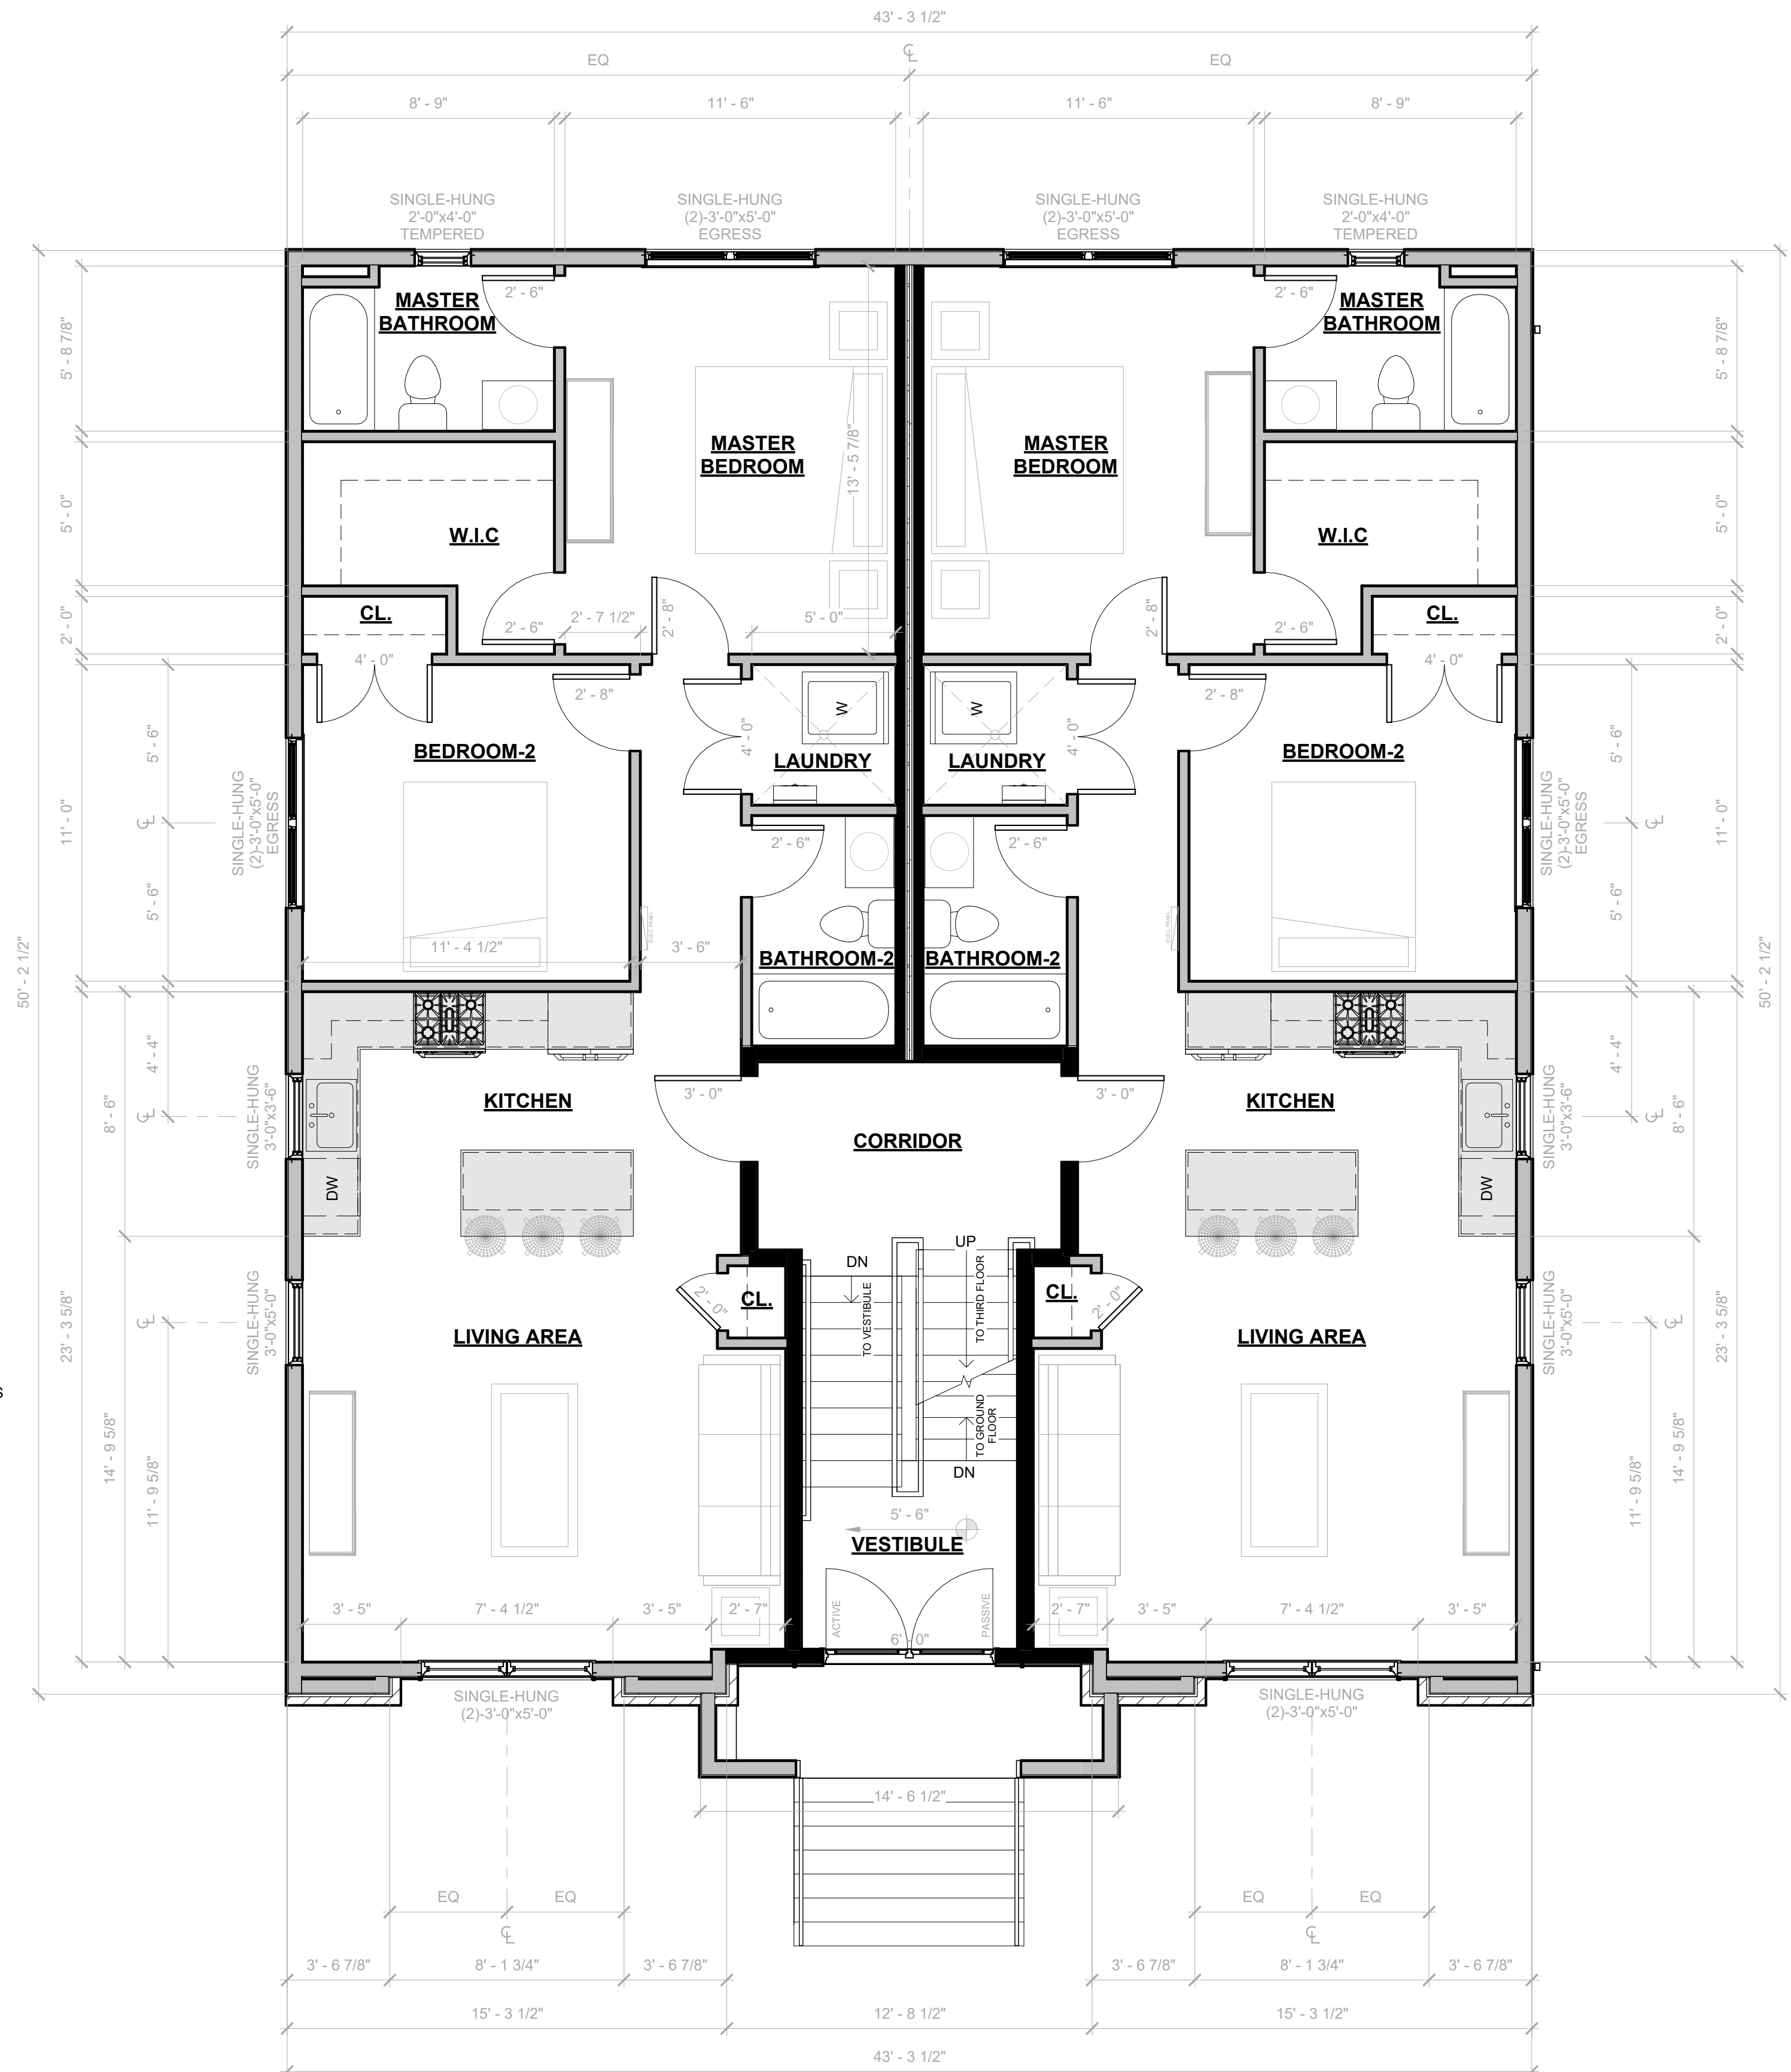 43' - 3 1/2"
EQ
EQ
8' - 9"
11' - 6"
11' - 6"
8' - 9"
SINGLE-HUNG
2'-0"x4'-0"
TEMPERED
SINGLE-HUNG
(2)-3'-0"x5'-0"
EGRESS
SINGLE-HUNG
(2)-3'-0"x5'-0"
EGRESS
SINGLE-HUNG
2'-0"x4'-0"
TEMPERED
MASTER
BATHROOM
2' - 6"
2' - 6"
MASTER
BATHROOM
5' - 8 7/8"
5' - 8 7/8"
MASTER
BEDROOM
13' - 5 7/8"
MASTER
BEDROOM
5' - 0"
W.I.C
W.I.C
5' - 0"
2' - 0"
CL.
4' - 0"
2' - 6"
2' - 7 1/2"
2' - 8"
5' - 0"
2' - 8"
2' - 6"
CL.
4' - 0"
2' - 0"
2' - 8"
2' - 8"
5' - 6"
BEDROOM-2
4' - 0"
W
LAUNDRY
W
LAUNDRY
4' - 0"
BEDROOM-2
5' - 6"
11' - 0"
SINGLE-HUNG
(2)-3'-0"x5'-0"
EGRESS
SINGLE-HUNG
(2)-3'-0"x5'-0"
EGRESS
11' - 0"
5' - 6"
2' - 6"
2' - 6"
5' - 6"
ELEC PANEL
ELEC PANEL
50' - 2 1/2"
11' - 4 1/2"
3' - 6"
BATHROOM-2
BATHROOM-2
50' - 2 1/2"
4' - 4"
4' - 4"
8' - 6"
SINGLE-HUNG
3'-0"x3'-6"
KITCHEN
3' - 0"
3' - 0"
KITCHEN
SINGLE-HUNG
3'-0"x3'-6"
8' - 6"
CORRIDOR
DW
DW
UP
DN
23' - 3 5/8"
SINGLE-HUNG
3'-0"x5'-0"
LIVING AREA
2' - 0"
CL.
TO VESTIBULE
TO THIRD FLOOR
CL.
2' - 0"
LIVING AREA
SINGLE-HUNG
3'-0"x5'-0"
23' - 3 5/8"
S
14' - 9 5/8"
11' - 9 5/8"
TO GROUND
FLOOR
DN
11' - 9 5/8"
14' - 9 5/8"
5' - 6"
VESTIBULE
3' - 5"
7' - 4 1/2"
3' - 5"
2' - 7"
ACTIVE
6' - 0"
PASSIVE
2' - 7"
3' - 5"
7' - 4 1/2"
3' - 5"
SINGLE-HUNG
(2)-3'-0"x5'-0"
SINGLE-HUNG
(2)-3'-0"x5'-0"
14' - 6 1/2"
EQ
EQ
EQ
EQ
3' - 6 7/8"
8' - 1 3/4"
3' - 6 7/8"
3' - 6 7/8"
8' - 1 3/4"
3' - 6 7/8"
15' - 3 1/2"
12' - 8 1/2"
15' - 3 1/2"
43' - 3 1/2"